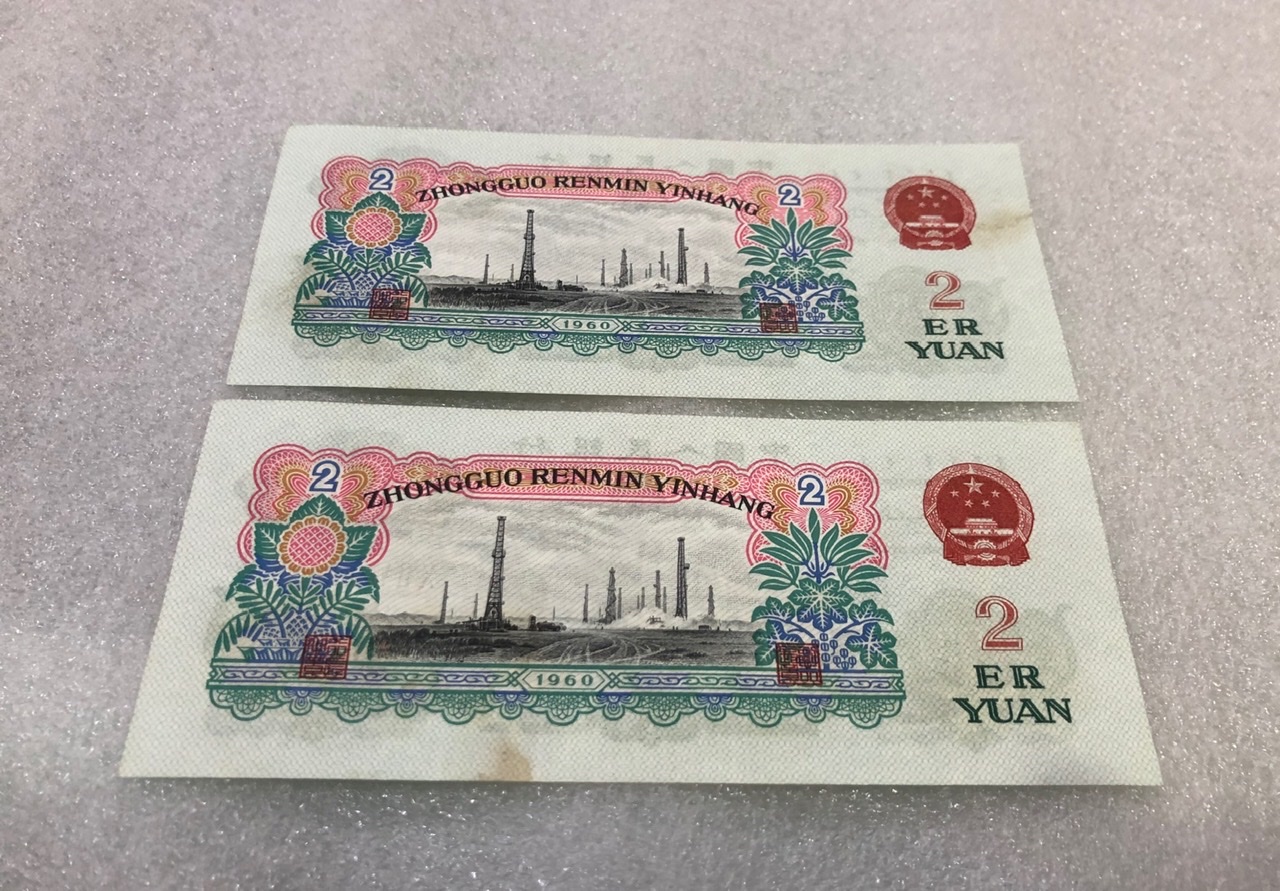 2 ZHONGGUO RENMIN YINHANG 2
1960
2
ER
YUAN
2 ZHONGGUO RENMIN YINHANG 2
1960
2
ER
YUAN